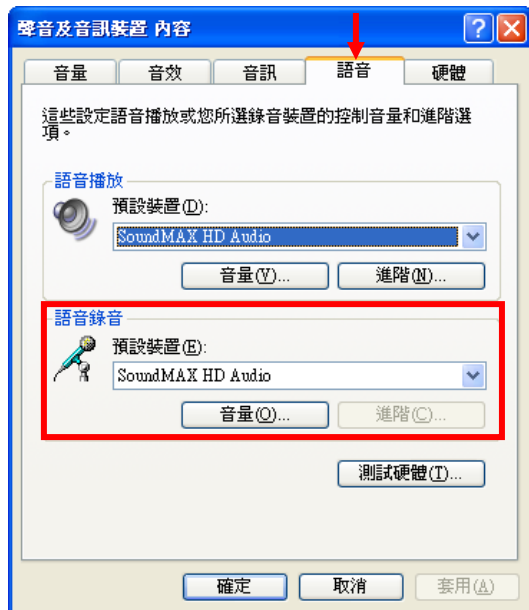 聲音及音訊裝置 內容
音量 音效 音訊 語音 硬體
這些設定語音播放或您所選錄音裝置的控制音量和進階選
項。
語音播放
預設裝置(D):
SoundMAX HD Audio
音量(V)... 進階(N)...
語音錄音
預設裝置(E):
SoundMAX HD Audio
音量(O)... 進階(C)...
測試硬體(T)...
確定 取消 套用(A)